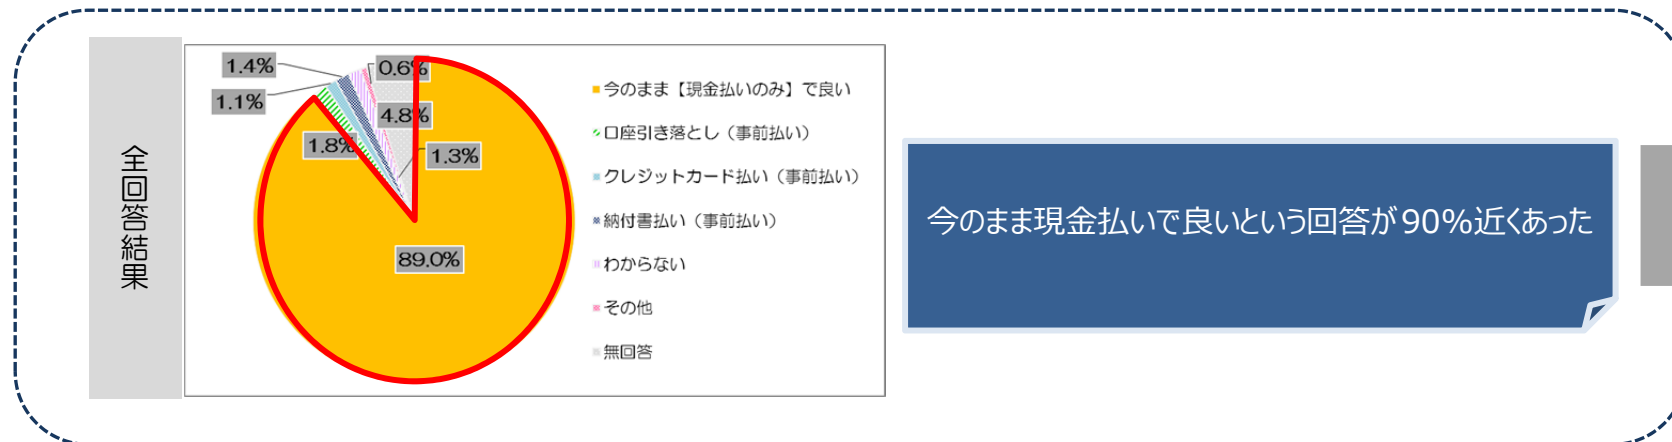 全回答結果
1.4%
0.6%
1.1%
4.8%
1.8%
1.3%
89.0%
今のまま【現金払いのみ】で良い
口座引き落とし（事前払い）
クレジットカード払い（事前払い）
納付書払い（事前払い）
わからない
その他
無回答
今のまま現金払いで良いという回答が90%近くあった